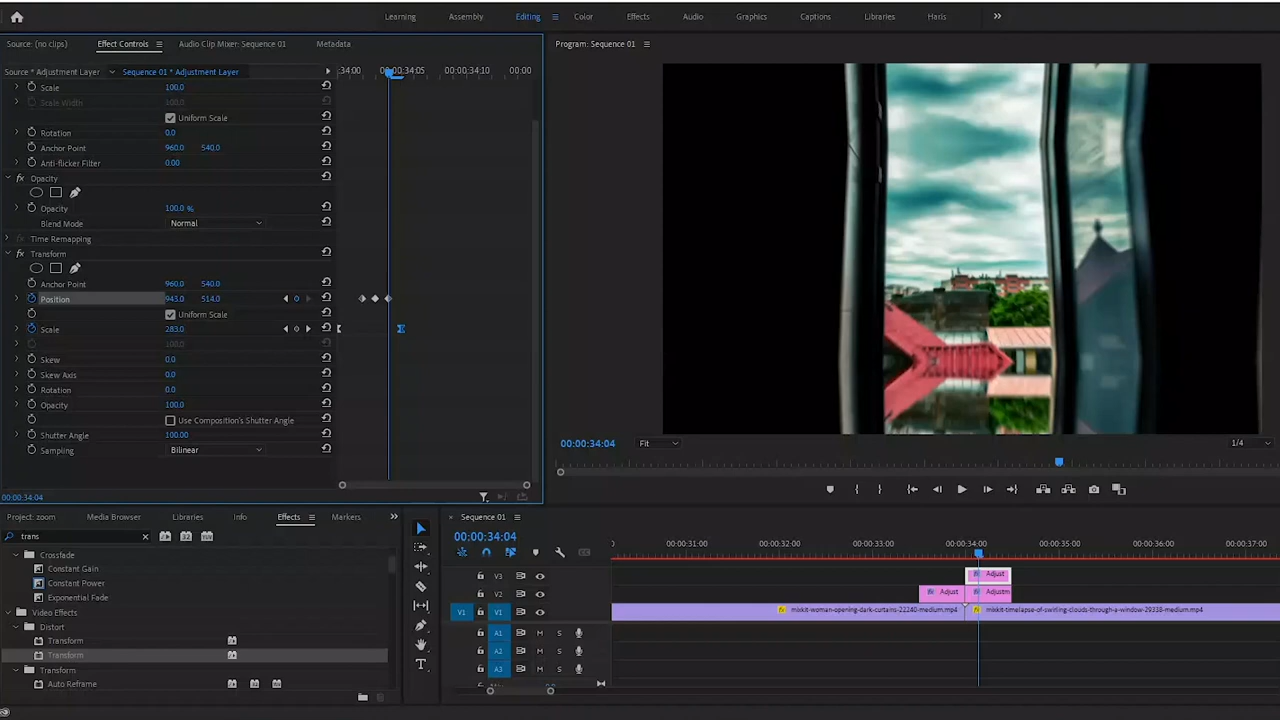 Learning Assembly Editing Color Effects Audio Graphics Captions Libraries Haris
Source: (no clips) Effect Controls Audio Clip Mixer: Sequence 01 Metadata
Program: Sequence 01
Source * Adjustment Layer Sequence 01 * Adjustment Layer
:34:00 00:00:34:05 00:00:34:10 00:00
Scale 100.0
Scale Width 100.0
Uniform Scale
Rotation 0.0
Anchor Point 960.0 540.0
Anti-flicker Filter 0.00
fx Opacity
Opacity 100.0 %
Blend Mode Normal
fx Time Remapping
fx Transform
Anchor Point 960.0 540.0
Position 943.0 514.0
Uniform Scale
Scale 283.0
100.0
Skew 0.0
Skew Axis 0.0
Rotation 0.0
Opacity 100.0
Use Composition's Shutter Angle
Shutter Angle 100.00
Sampling Bilinear
00:00:34:04
00:00:34:04 Fit 1/4
Project: zoom Media Browser Libraries Info Effects Markers
trans
Crossfade
Constant Gain
Constant Power
Exponential Fade
Video Effects
Distort
Transform
Transform
Transform
Auto Reframe
Sequence 01
00:00:34:04
00:00:31:00 00:00:32:00 00:00:33:00 00:00:34:00 00:00:35:00 00:00:36:00 00:00:37:00
V3 fx Adjust
V2 Adjust fx Adjustm
V1 V1 fx mixkit-woman-opening-dark-curtains-22240-medium.mp4 fx mixkit-timelapse-of-swirling-clouds-through-a-window-29338-medium.mp4
A1 M S
A2 M S
A3 M S